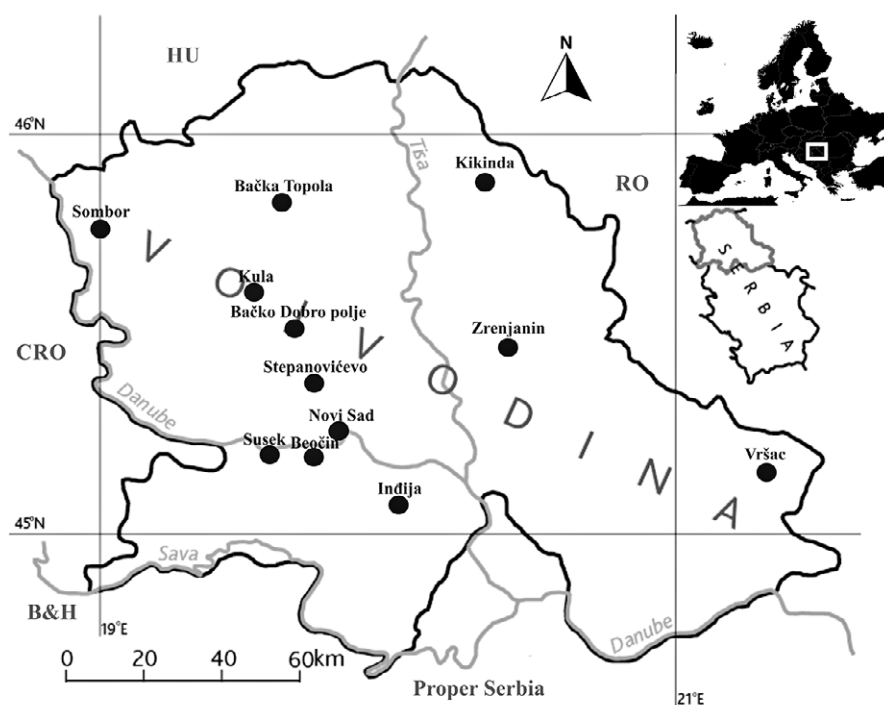 HU
N
46°N
Tisa
Kikinda
RO
Bačka Topola
Sombor
SERBIA
VOJVODINA
Kula
Bačko Dobro polje
Zrenjanin
CRO
Stepanovićevo
Danube
Novi Sad
Susek
Beočin
Vršac
Inđija
45°N
Sava
B&H
19°E
Danube
0 20 40 60km
Proper Serbia
21°E